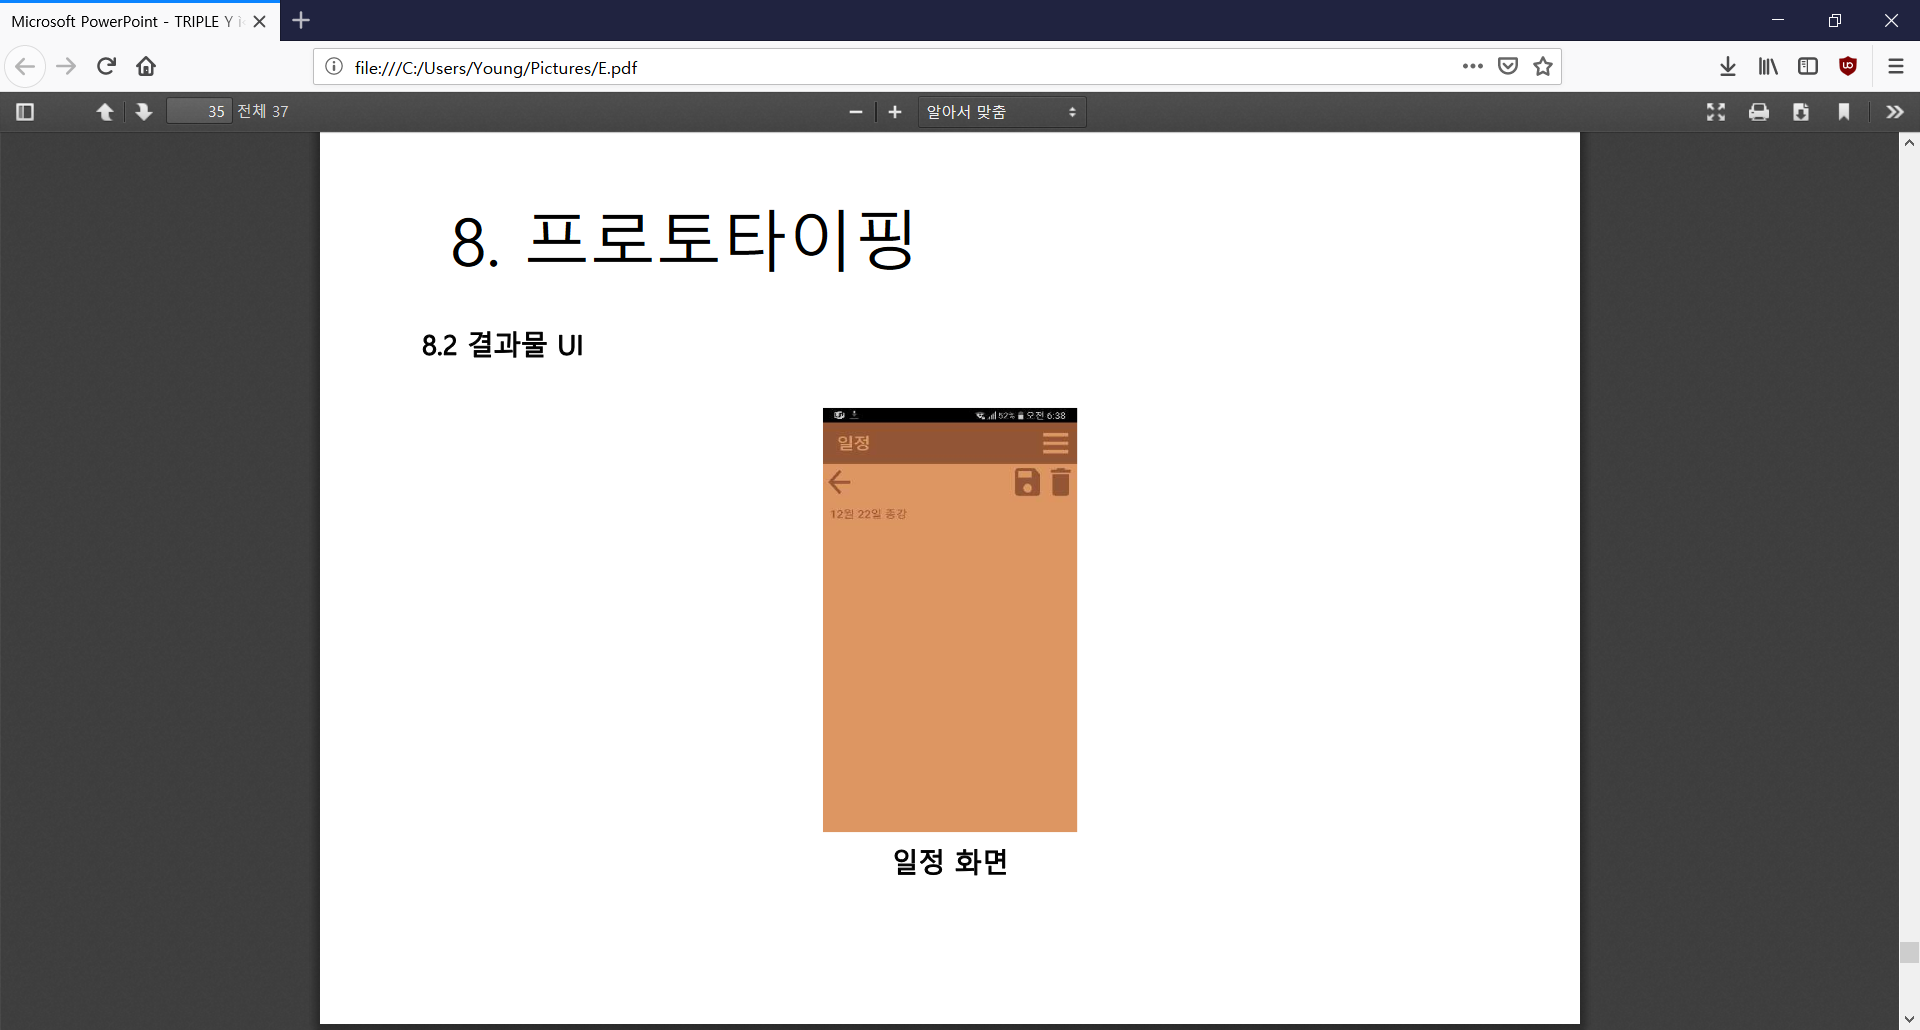 Microsoft PowerPoint - TRIPLE Y
file:///C:/Users/Young/Pictures/E.pdf
35 전체 37
알아서 맞춤
8. 프로토타이핑
8.2 결과물 UI
52% 오전 6:38
일정
12월 22일 종강
일정 화면